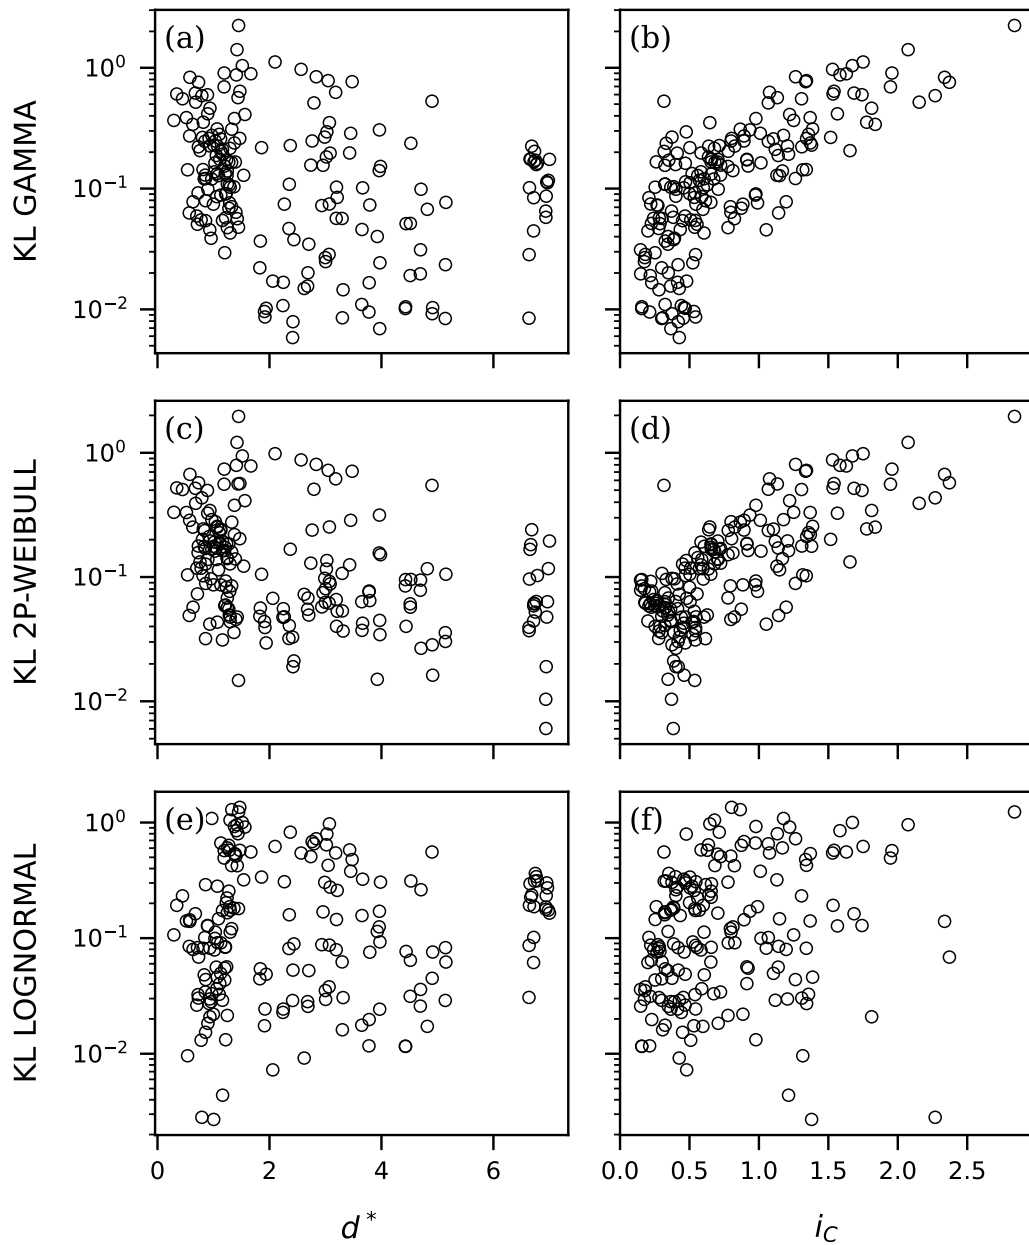 (a)
(b)
KL GAMMA
10^0
10^{-1}
10^{-2}
(c)
(d)
KL 2P-WEIBULL
10^0
10^{-1}
10^{-2}
(e)
(f)
KL LOGNORMAL
10^0
10^{-1}
10^{-2}
0 2 4 6
0.0 0.5 1.0 1.5 2.0 2.5
d^*
i_C